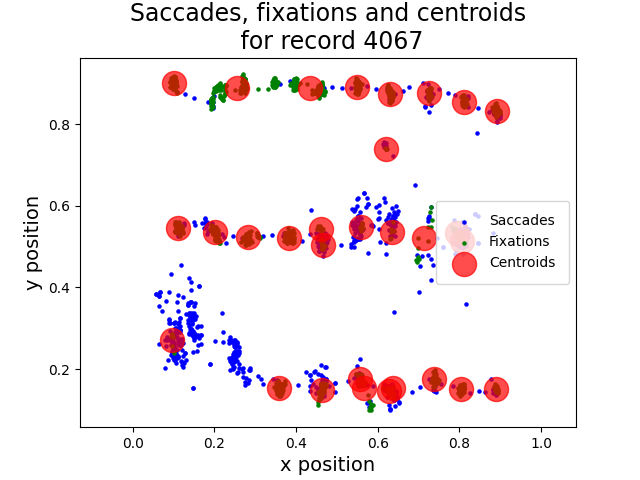 Saccades, fixations and centroids
for record 4067
y position
0.8
0.6
0.4
0.2
Saccades
Fixations
Centroids
0.0 0.2 0.4 0.6 0.8 1.0
x position